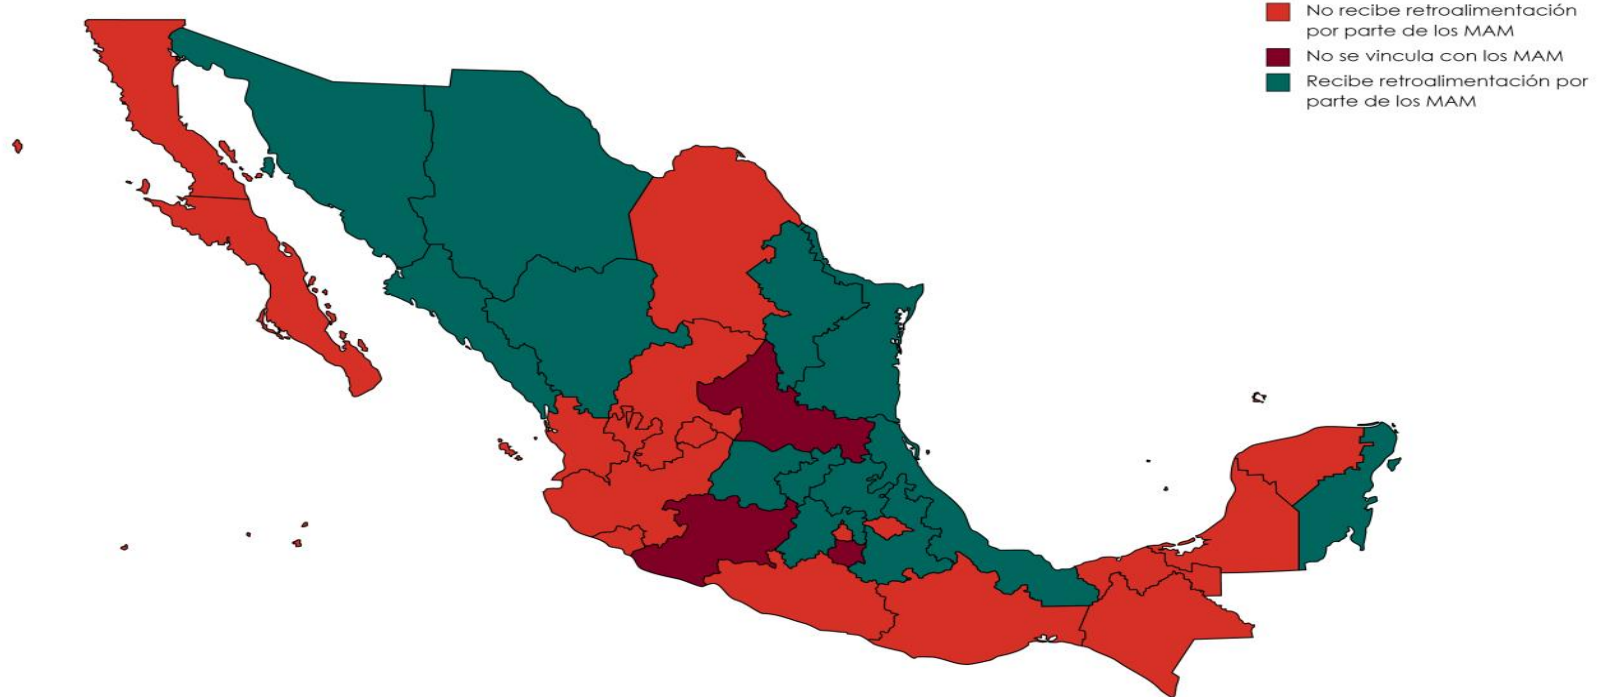 No recibe retroalimentación
por parte de los MAM
No se vincula con los MAM
Recibe retroalimentación por
parte de los MAM